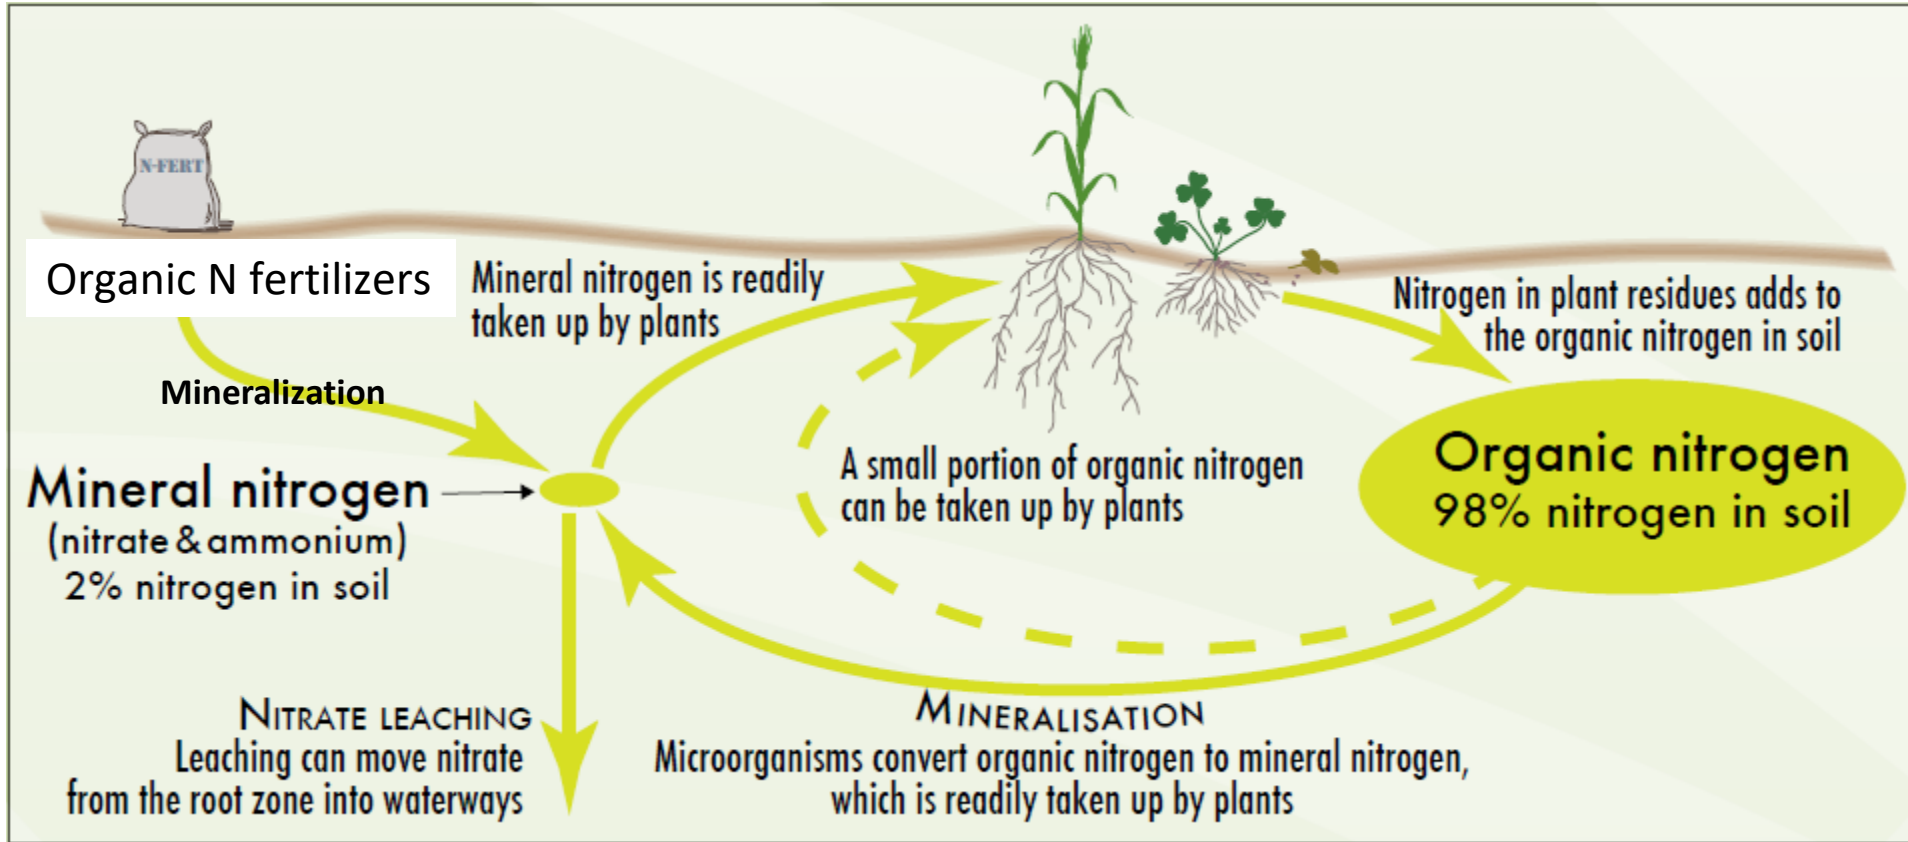 N-FERT
Organic N fertilizers
Mineralization
Mineral nitrogen is readily
taken up by plants
Nitrogen in plant residues adds to
the organic nitrogen in soil
Mineral nitrogen
(nitrate & ammonium)
2% nitrogen in soil
A small portion of organic nitrogen
can be taken up by plants
Organic nitrogen
98% nitrogen in soil
NITRATE LEACHING
Leaching can move nitrate
from the root zone into waterways
MINERALISATION
Microorganisms convert organic nitrogen to mineral nitrogen,
which is readily taken up by plants